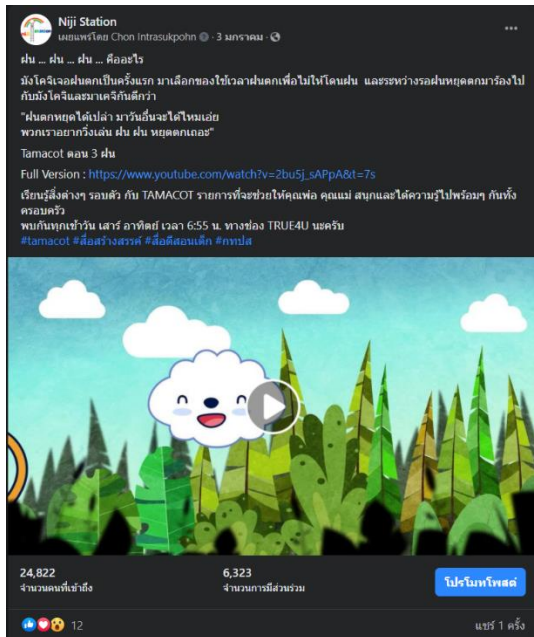 Niji Station
เผยแพร่โดย Chon Intrasukpohn · 3 มกราคม ·
ฝน ... ฝน ... ฝน ... คืออะไร
มังโคจิเจอฝนตกเป็นครั้งแรก มาเลือกของใช้เวลาฝนตกเพื่อไม่ให้โดนฝน และระหว่างรอฝนหยุดตกมาร้องไป
กับมังโคจิและมาเคจิกันดีกว่า
"ฝนตกหยุดได้เปล่า มาวันอื่นจะได้ไหมเอ่ย
พวกเราอยากวิ่งเล่น ฝน ฝน หยุดตกเถอะ"
Tamacot ตอน 3 ฝน
Full Version : https://www.youtube.com/watch?v=2bu5j_sAPpA&t=7s
เรียนรู้สิ่งต่างๆ รอบตัว กับ TAMACOT รายการที่จะช่วยให้คุณพ่อ คุณแม่ สนุกและได้ความรู้ไปพร้อมๆ กันทั้ง
ครอบครัว
พบกันทุกเช้าวัน เสาร์ อาทิตย์ เวลา 6:55 น. ทางช่อง TRUE4U นะครับ
#tamacot #สื่อสร้างสรรค์ #สื่อดีสอนเด็ก #กทปส
24,822
จำนวนคนที่เข้าถึง
6,323
จำนวนการมีส่วนร่วม
โปรโมทโพสต์
12
แชร์ 1 ครั้ง